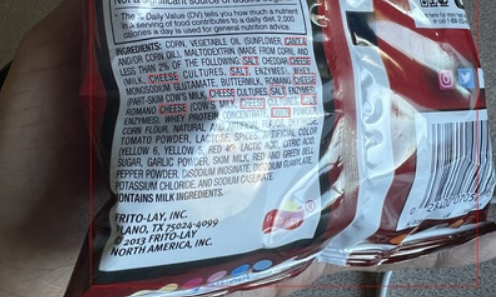 Not a significant source of added sugars
* The % Daily Value (DV) tells you how much a nutrient
in a serving of food contributes to a daily diet. 2,000
calories a day is used for general nutrition advice.
INGREDIENTS: CORN, VEGETABLE OIL (SUNFLOWER, CANOLA
AND/OR CORN OIL), MALTODEXTRIN (MADE FROM CORN), AND
LESS THAN 2% OF THE FOLLOWING: SALT, CHEDDAR CHEESE
(MILK, CHEESE CULTURES, SALT, ENZYMES), WHEY,
MONOSODIUM GLUTAMATE, BUTTERMILK, ROMANO CHEESE
(PART-SKIM COW'S MILK, CHEESE CULTURES, SALT, ENZYMES),
ROMANO CHEESE (COW'S MILK, CHEESE CULTURES, SALT,
ENZYMES), WHEY PROTEIN CONCENTRATE, POWDER,
CORN FLOUR, NATURAL AND ARTIFICIAL FLAVOR,
TOMATO POWDER, LACTOSE, SPICES, ARTIFICIAL COLOR
(YELLOW 6, YELLOW 5, RED 40), LACTIC ACID, CITRIC ACID,
SUGAR, GARLIC POWDER, SKIM MILK, RED AND GREEN BELL
PEPPER POWDER, DISODIUM INOSINATE, DISODIUM GUANYLATE,
POTASSIUM CHLORIDE, AND SODIUM CASEINATE.
CONTAINS MILK INGREDIENTS.
FRITO-LAY, INC.
PLANO, TX 75024-4099
© 2013 FRITO-LAY
NORTH AMERICA, INC.